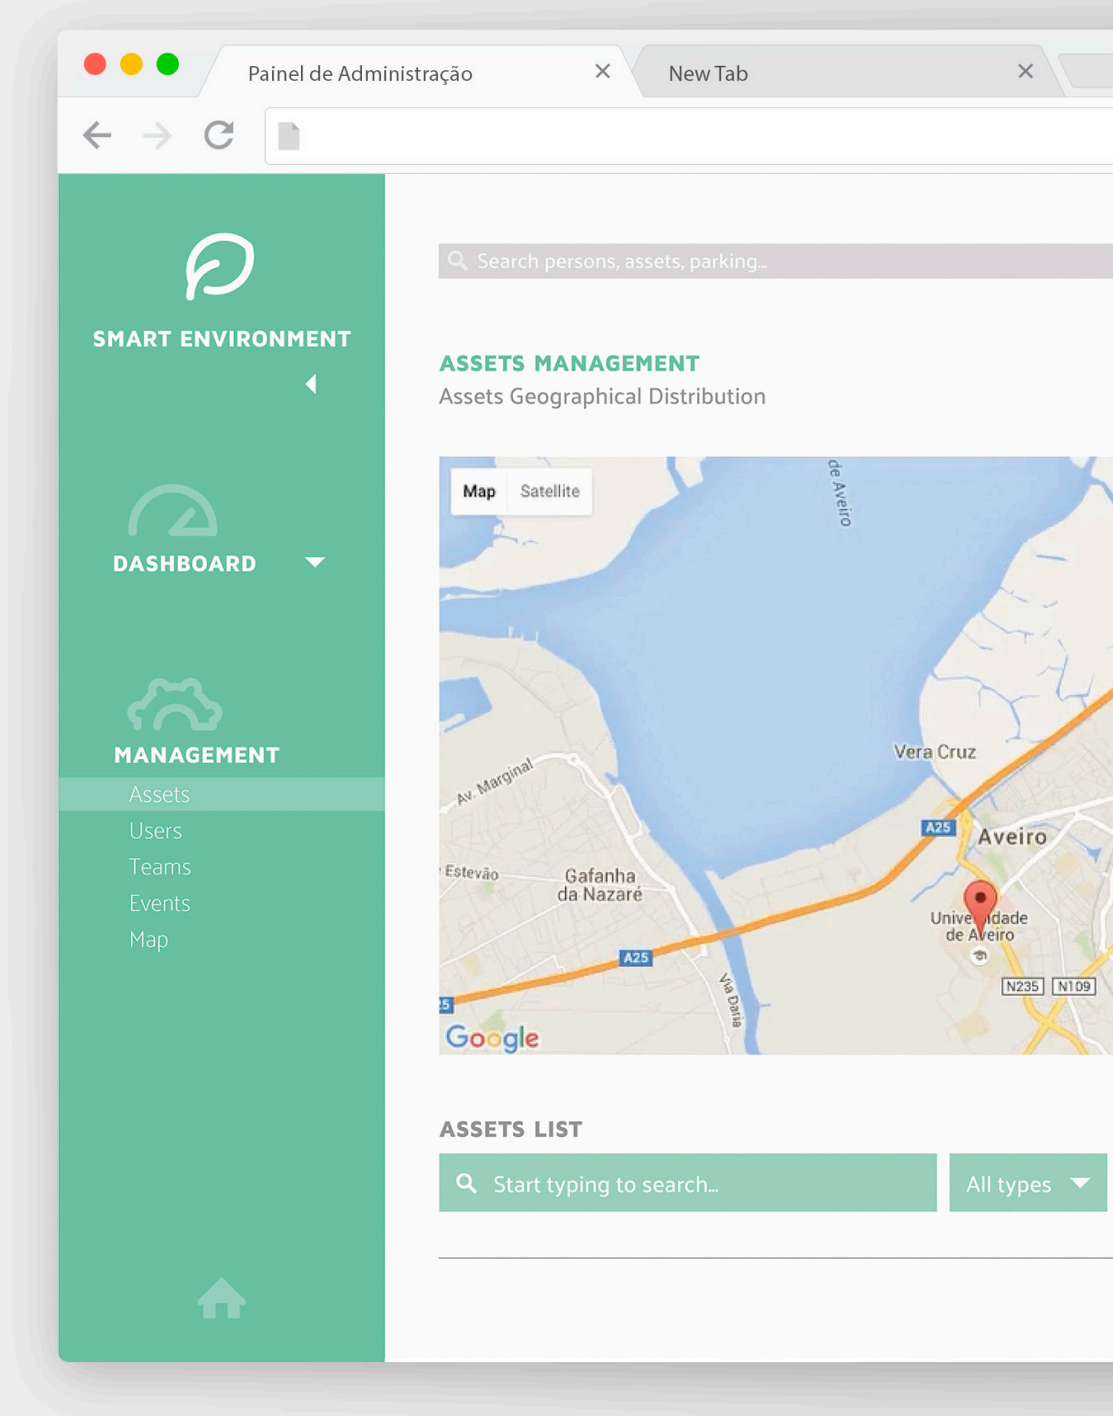 Painel de Administração
New Tab
SMART ENVIRONMENT
DASHBOARD
MANAGEMENT
Assets
Users
Teams
Events
Map
Search persons, assets, parking...
ASSETS MANAGEMENT
Assets Geographical Distribution
Map
Satellite
de Aveiro
Vera Cruz
Av. Marginal
A25
Aveiro
Estevão
Gafanha
da Nazaré
Universidade
de Aveiro
A25
N235
N109
Via Daria
Google
ASSETS LIST
Start typing to search...
All types